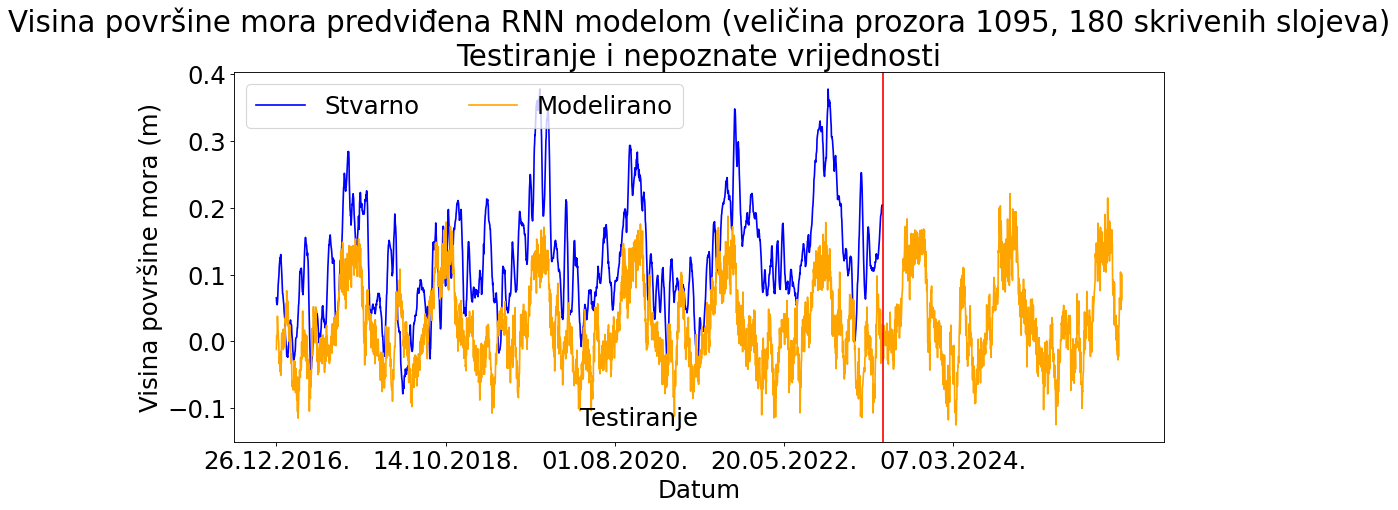 Visina površine mora predviđena RNN modelom (veličina prozora 1095, 180 skrivenih slojeva)
Testiranje i nepoznate vrijednosti
Stvarno Modelirano
Visina površine mora (m)
0.4
0.3
0.2
0.1
0.0
−0.1
Testiranje
26.12.2016. 14.10.2018. 01.08.2020. 20.05.2022. 07.03.2024.
Datum